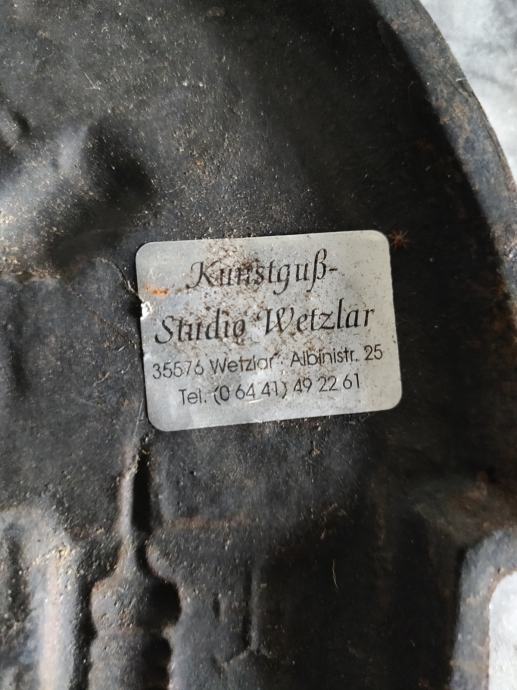 Kunstguß-
Studio Wetzlar
35576 Wetzlar · Albinistr. 25
Tel. (0 64 41) 49 22 61